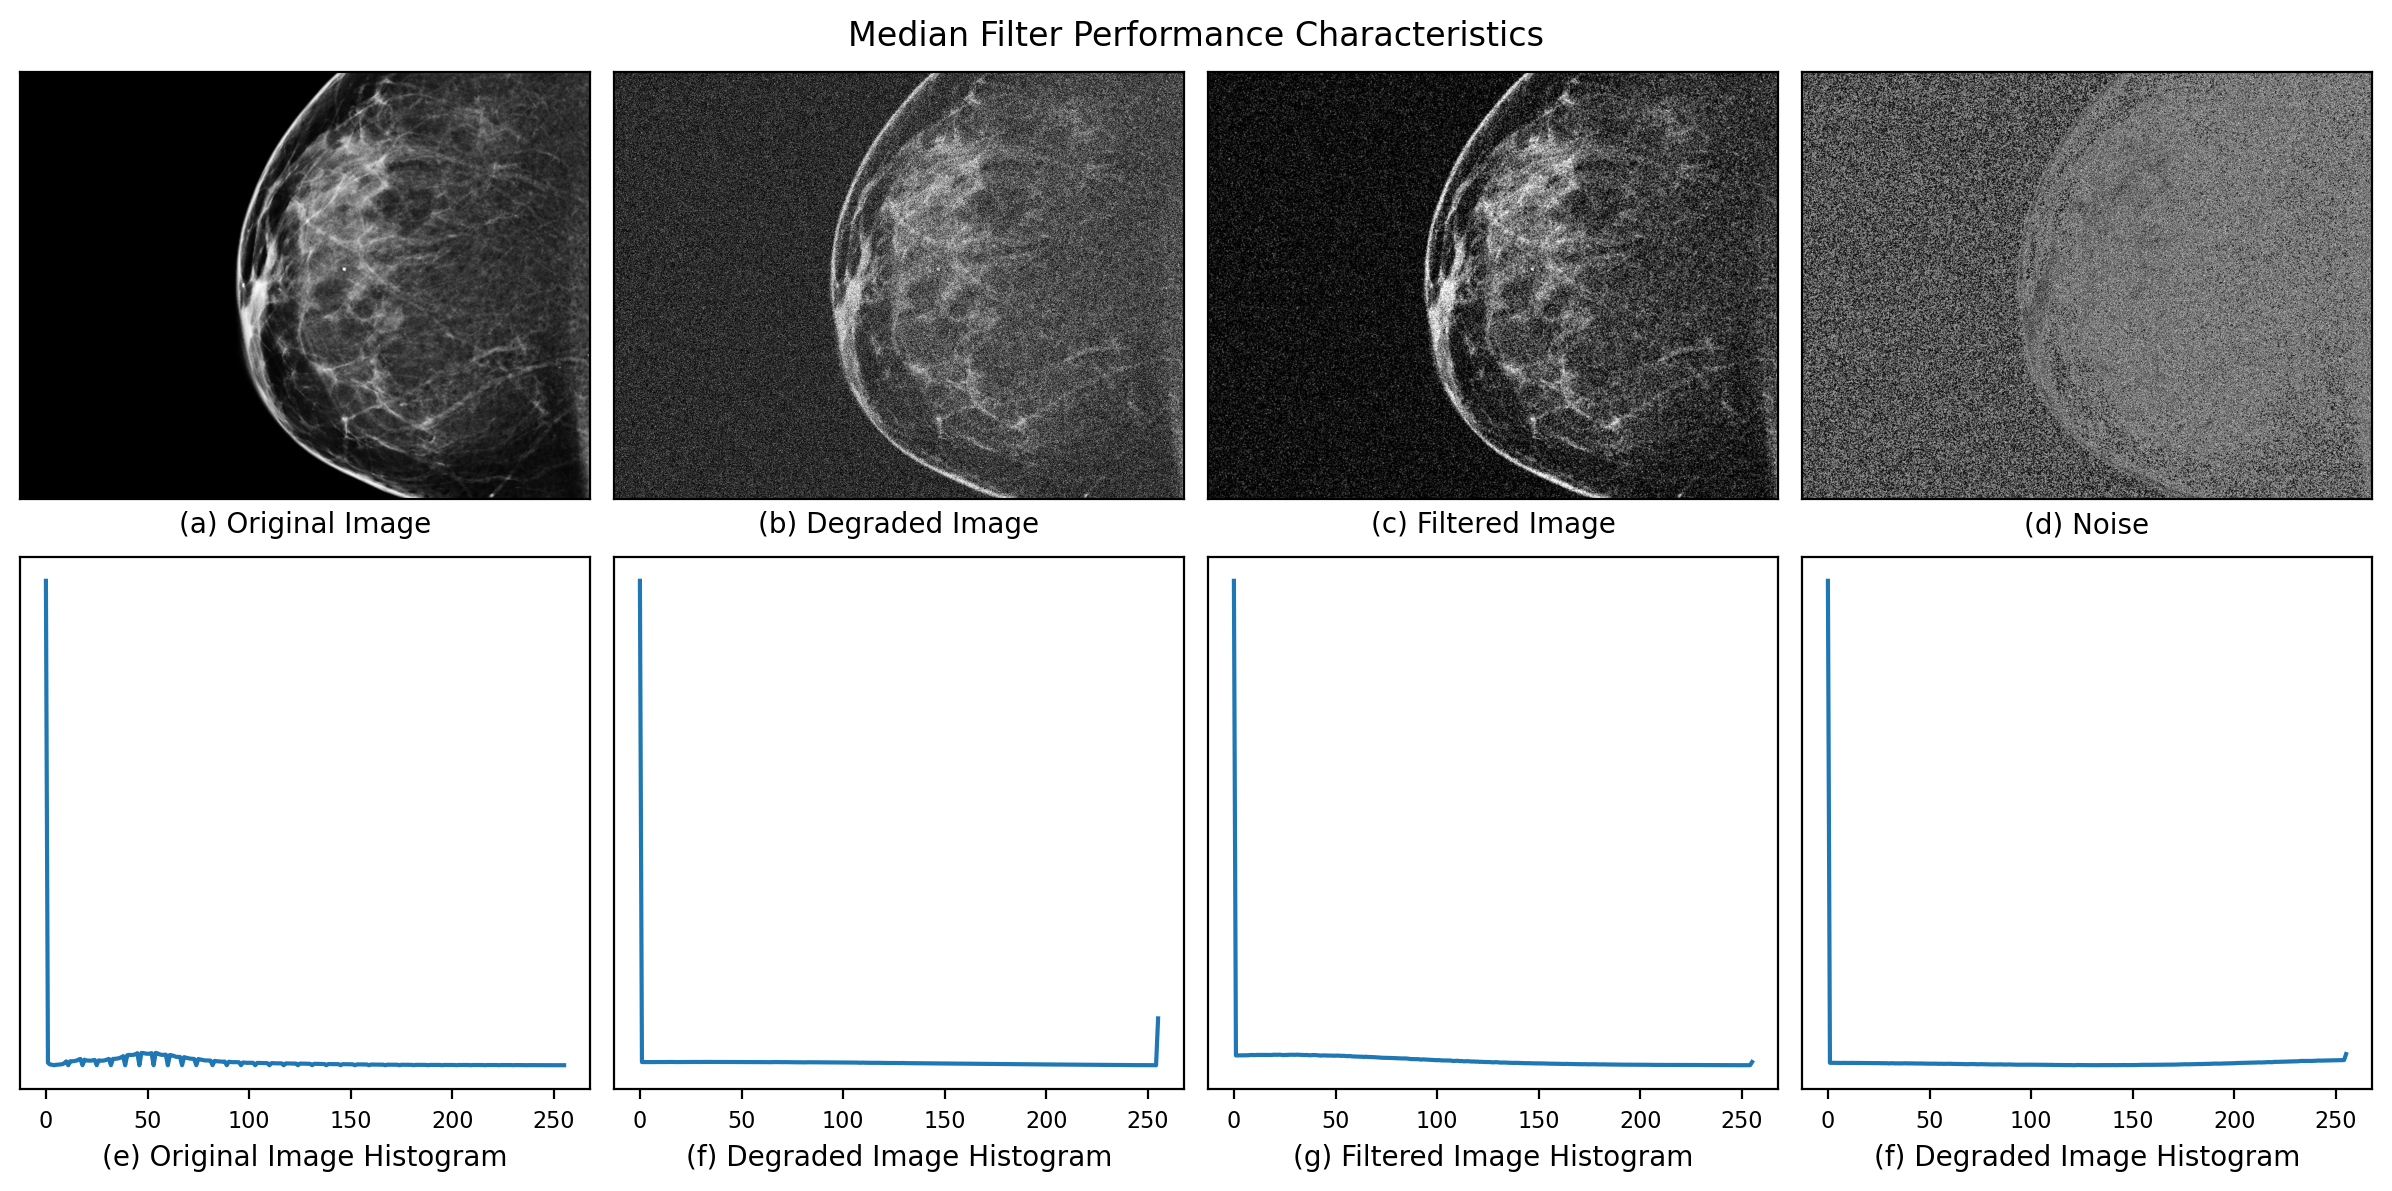 Median Filter Performance Characteristics
(a) Original Image
(b) Degraded Image
(c) Filtered Image
(d) Noise
0 50 100 150 200 250
0 50 100 150 200 250
0 50 100 150 200 250
0 50 100 150 200 250
(e) Original Image Histogram
(f) Degraded Image Histogram
(g) Filtered Image Histogram
(f) Degraded Image Histogram